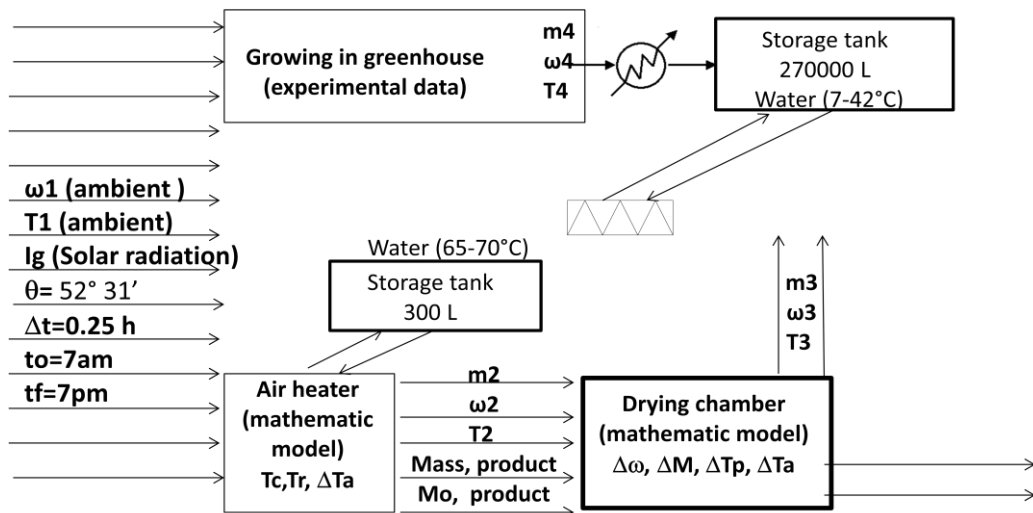 Growing in greenhouse
(experimental data)
m4
ω4
T4
Storage tank
270000 L
Water (7-42°C)
ω1 (ambient )
T1 (ambient)
Ig (Solar radiation)
θ= 52° 31’
Δt=0.25 h
to=7am
tf=7pm
Water (65-70°C)
Storage tank
300 L
Air heater
(mathematic
model)
Tc,Tr, ΔTa
m2
ω2
T2
Mass, product
Mo, product
Drying chamber
(mathematic model)
Δω, ΔM, ΔTp, ΔTa
m3
ω3
T3